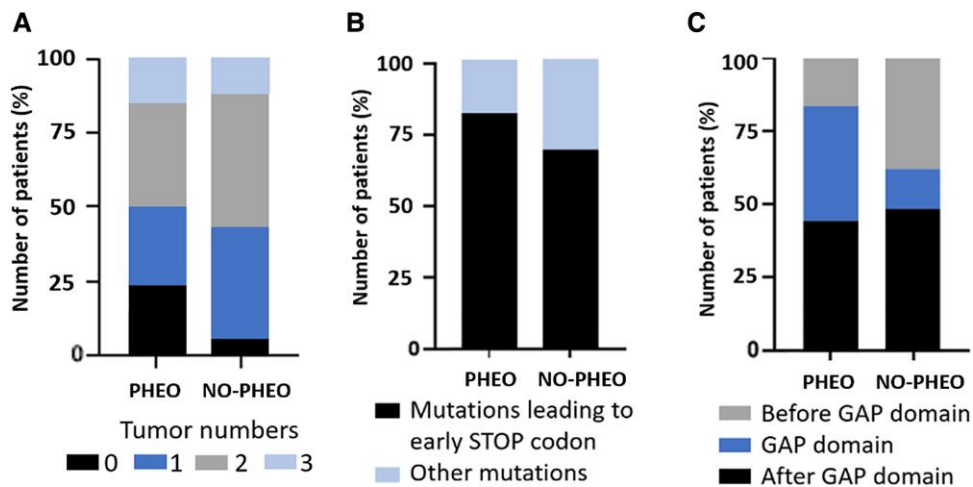 A
Number of patients (%)
100
75
50
25
0
PHEO NO-PHEO
Tumor numbers
0 1 2 3
B
Number of patients (%)
100
75
50
25
0
PHEO NO-PHEO
Mutations leading to
early STOP codon
Other mutations
C
Number of patients (%)
100
75
50
25
0
PHEO NO-PHEO
Before GAP domain
GAP domain
After GAP domain